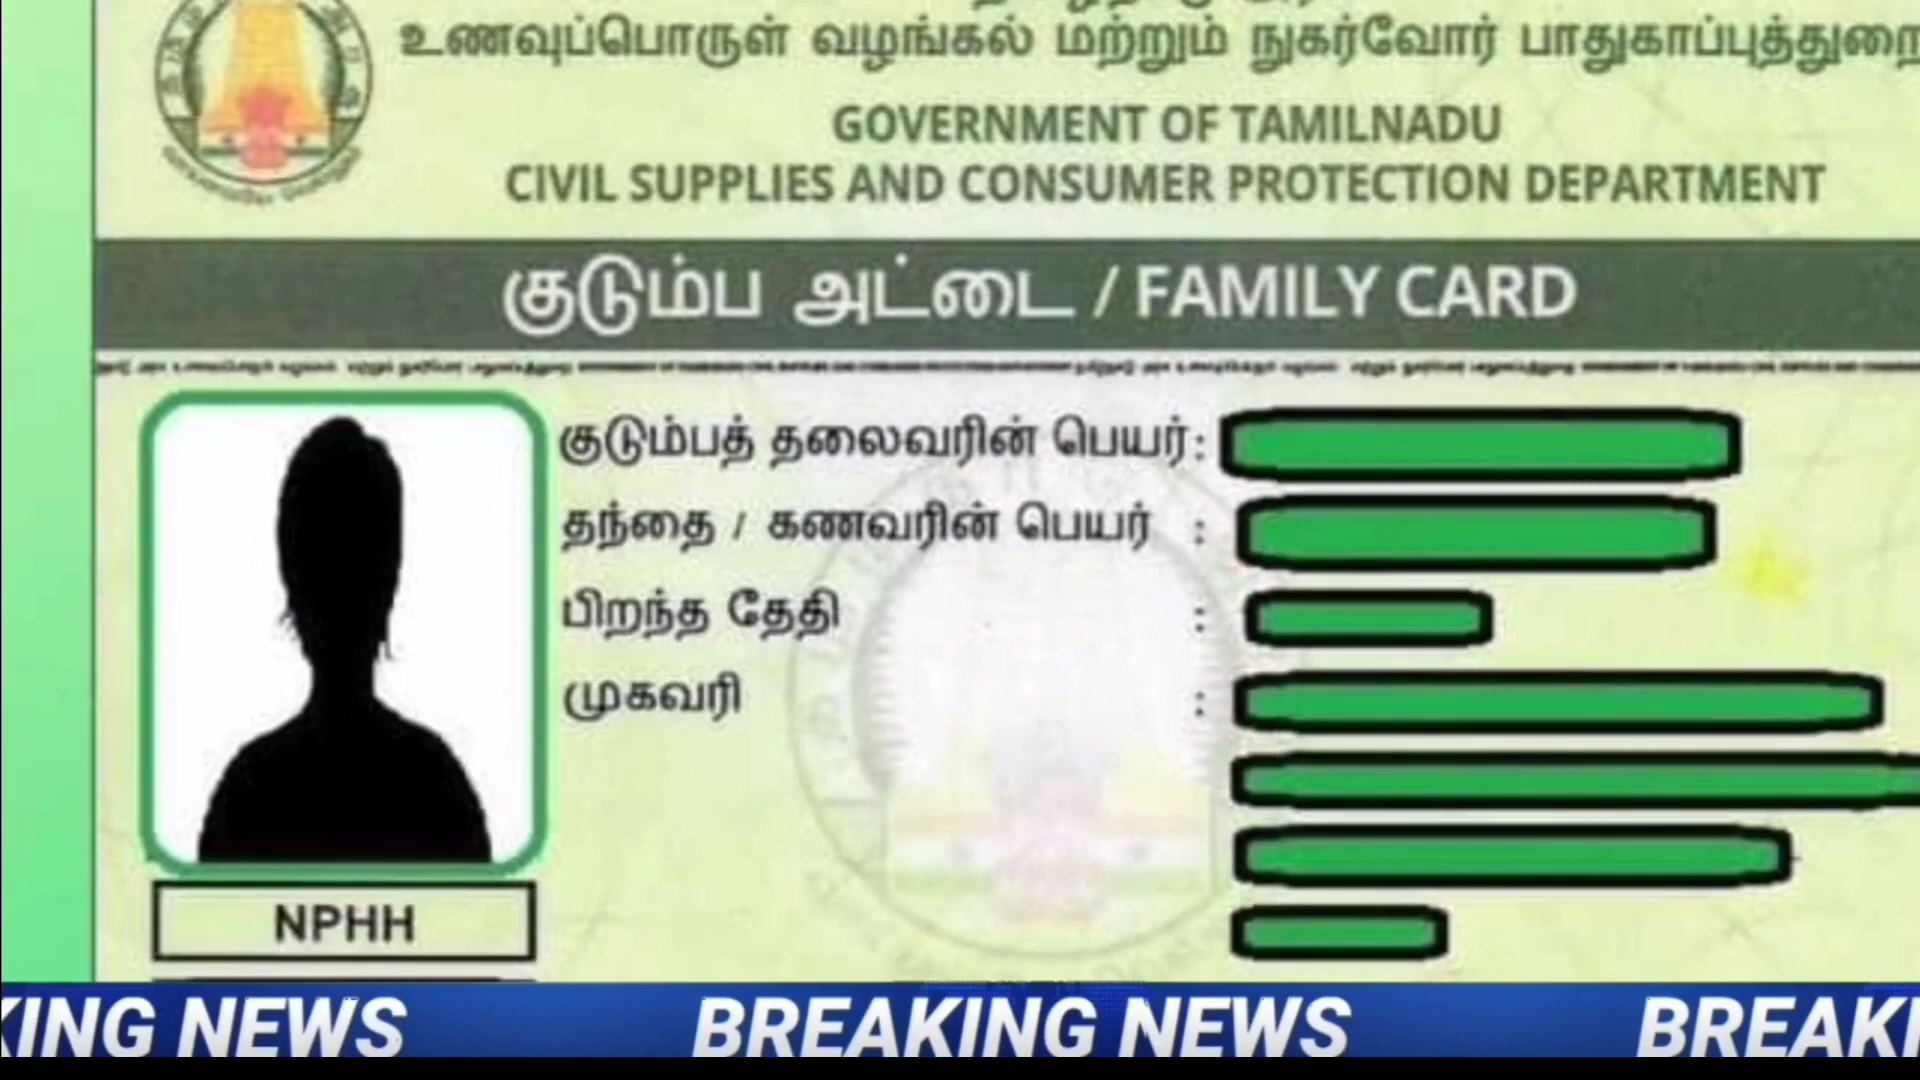 உணவுப்பொருள் வழங்கல் மற்றும் நுகர்வோர் பாதுகாப்புத்துறை
GOVERNMENT OF TAMILNADU
CIVIL SUPPLIES AND CONSUMER PROTECTION DEPARTMENT
குடும்ப அட்டை / FAMILY CARD
குடும்பத் தலைவரின் பெயர் :
தந்தை / கணவரின் பெயர் :
பிறந்த தேதி :
முகவரி :
NPHH
KING NEWS BREAKING NEWS BREAKI